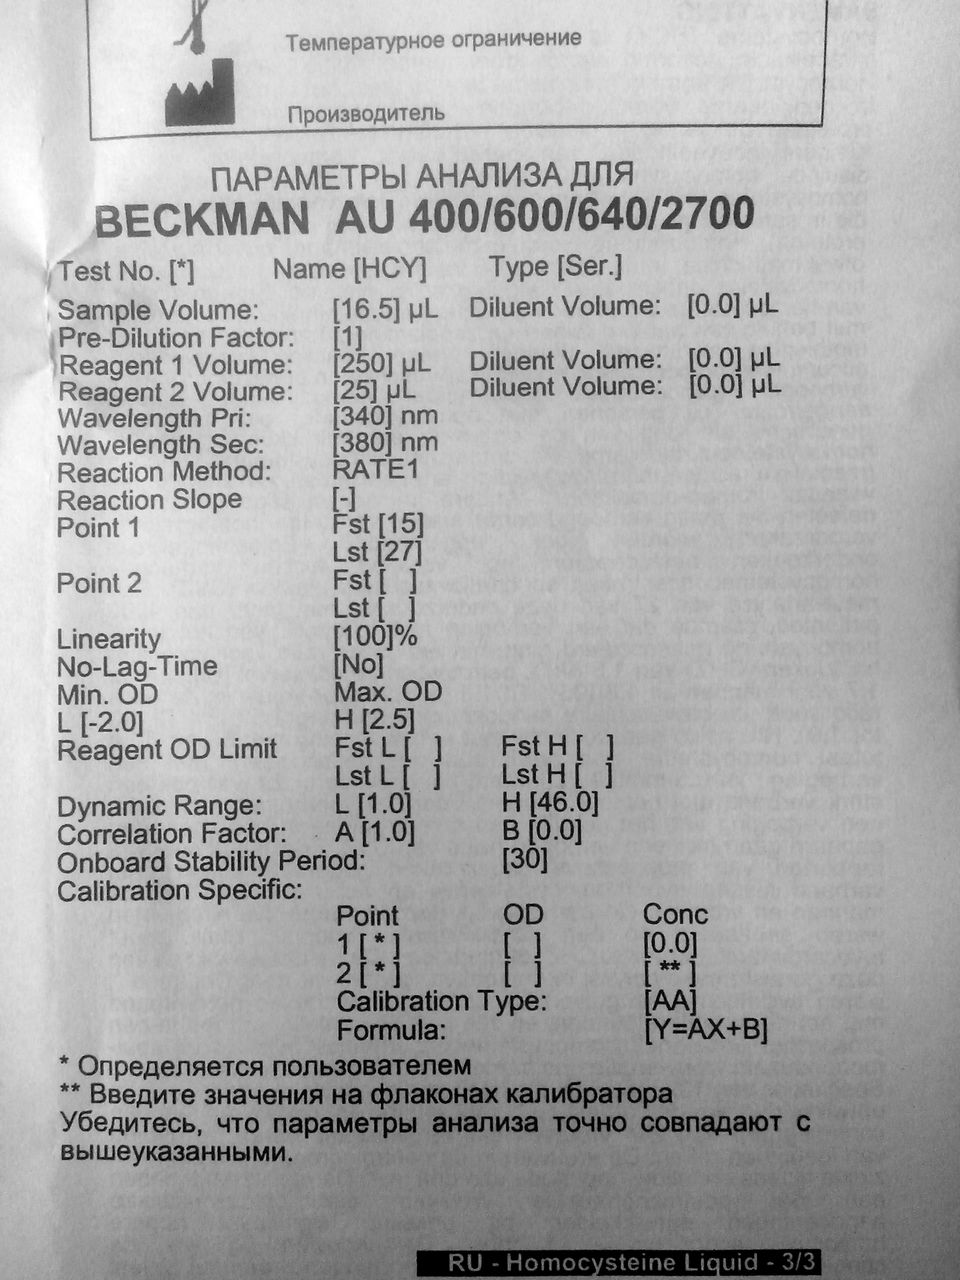 Температурное ограничение
Производитель
ПАРАМЕТРЫ АНАЛИЗА ДЛЯ
BECKMAN AU 400/600/640/2700
Test No. [*] Name [HCY] Type [Ser.]
Sample Volume: [16.5] µL Diluent Volume: [0.0] µL
Pre-Dilution Factor: [1]
Reagent 1 Volume: [250] µL Diluent Volume: [0.0] µL
Reagent 2 Volume: [25] µL Diluent Volume: [0.0] µL
Wavelength Pri: [340] nm
Wavelength Sec: [380] nm
Reaction Method: RATE1
Reaction Slope [-]
Point 1 Fst [15]
Lst [27]
Point 2 Fst [ ]
Lst [ ]
Linearity [100]%
No-Lag-Time [No]
Min. OD Max. OD
L [-2.0] H [2.5]
Reagent OD Limit Fst L [ ] Fst H [ ]
Lst L [ ] Lst H [ ]
Dynamic Range: L [1.0] H [46.0]
Correlation Factor: A [1.0] B [0.0]
Onboard Stability Period: [30]
Calibration Specific:
Point OD Conc
1 [ * ] [ ] [0.0]
2 [ * ] [ ] [ ** ]
Calibration Type: [AA]
Formula: [Y=AX+B]
* Определяется пользователем
** Введите значения на флаконах калибратора
Убедитесь, что параметры анализа точно совпадают с
вышеуказанными.
RU - Homocysteine Liquid - 3/3